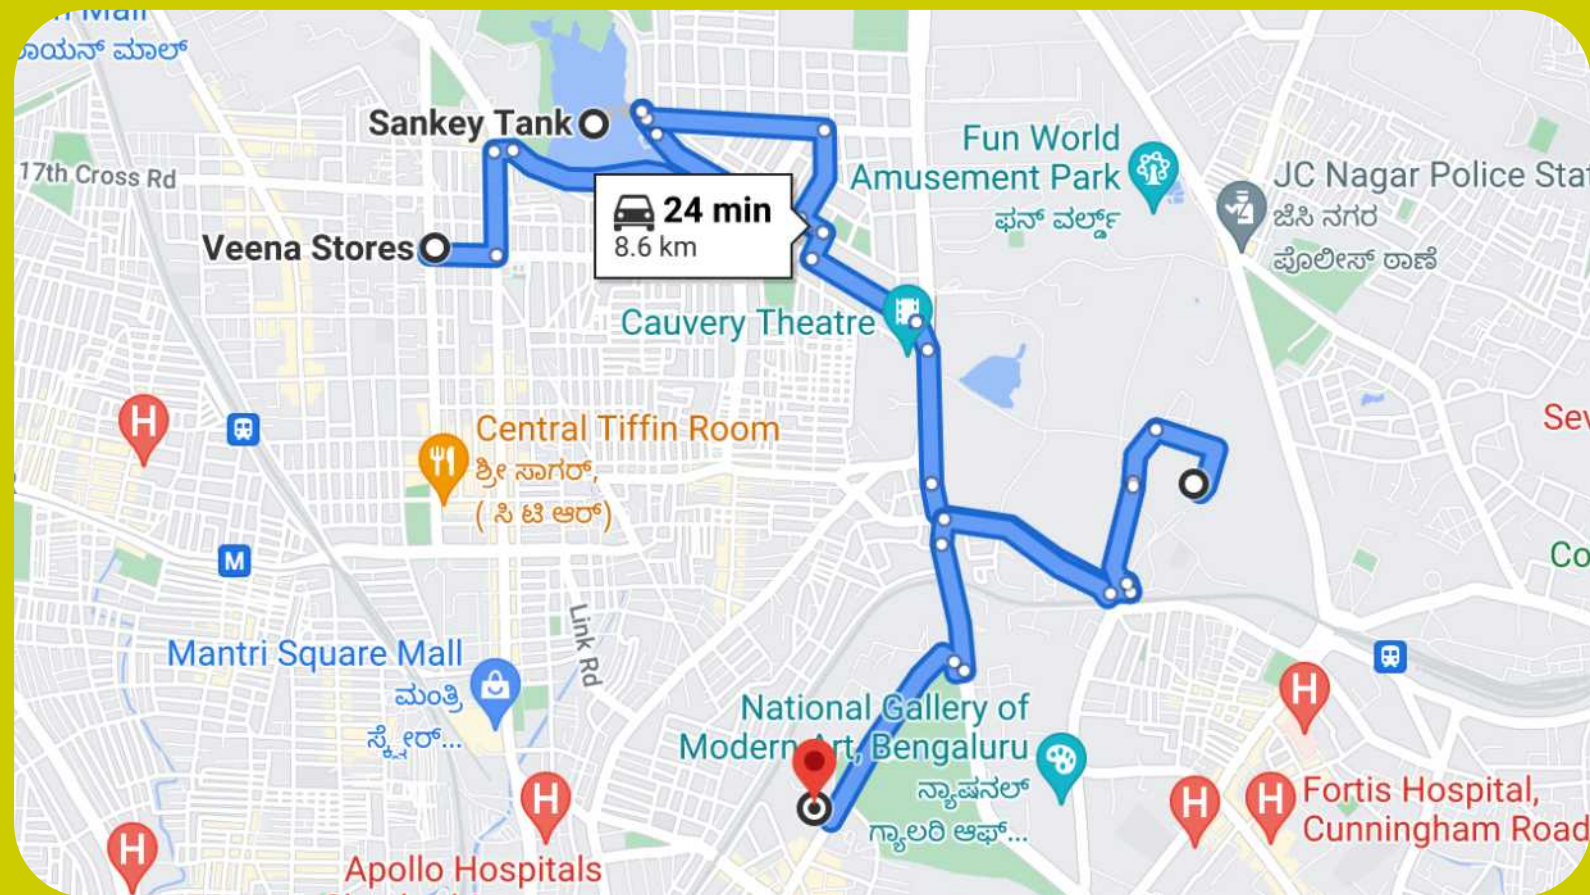 ರಾಯನ್ ಮಾಲ್
Sankey Tank
17th Cross Rd
Veena Stores
24 min
8.6 km
Fun World
Amusement Park
ಫನ್ ವರ್ಲ್ಡ್
JC Nagar Police Stat
ಜೆಸಿ ನಗರ
ಪೊಲೀಸ್ ಠಾಣೆ
Cauvery Theatre
H
Central Tiffin Room
ಶ್ರೀ ಸಾಗರ್,
( ಸಿ ಟಿ ಆರ್)
Sev
M
Co
Link Rd
Mantri Square Mall
ಮಂತ್ರಿ
ಸ್ಕ್ವೇರ್...
H
National Gallery of
Modern Art, Bengaluru
ನ್ಯಾಷನಲ್
ಗ್ಯಾಲರಿ ಆಫ್...
H
H
H
Fortis Hospital,
Cunningham Road
H
Apollo Hospitals